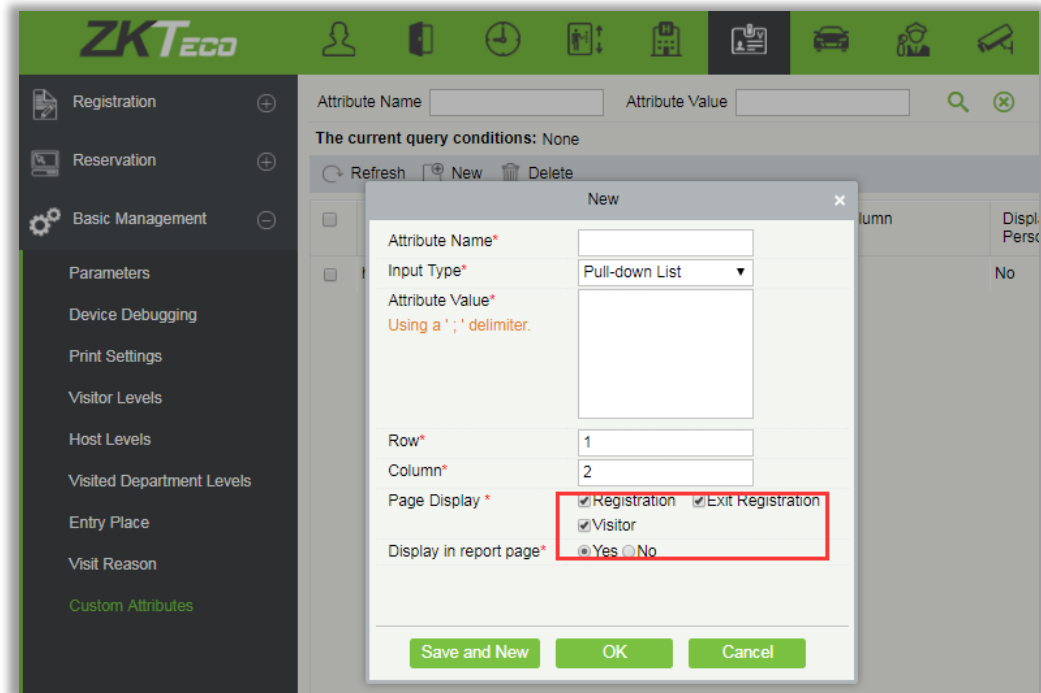 ZKTECO
Registration
Reservation
Basic Management
Parameters
Device Debugging
Print Settings
Visitor Levels
Host Levels
Visited Department Levels
Entry Place
Visit Reason
Custom Attributes
Attribute Name Attribute Value
The current query conditions: None
Refresh New Delete
New
Attribute Name*
Input Type* Pull-down List
Attribute Value*
Using a ' ; ' delimiter.
Row* 1
Column* 2
Page Display * Registration Exit Registration
Visitor
Display in report page* Yes No
Save and New OK Cancel
No